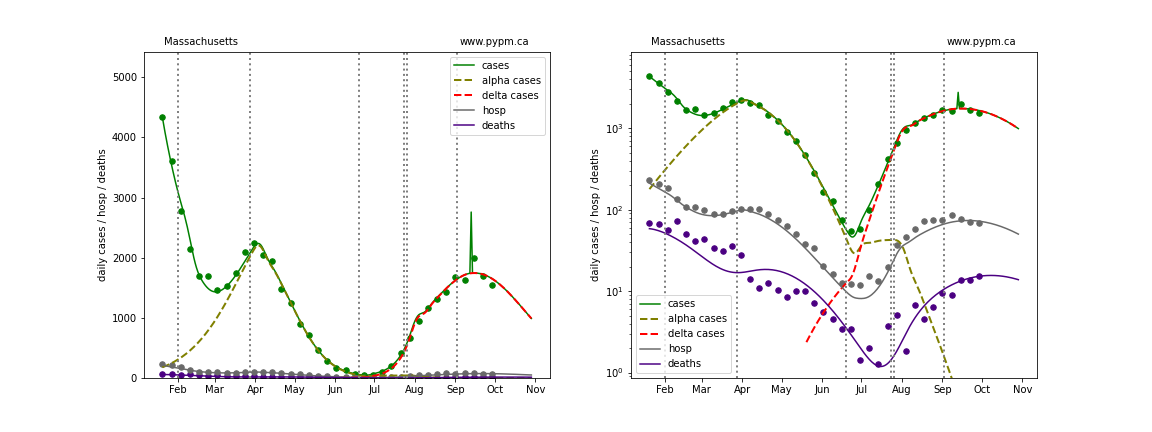 Massachusetts www.pypm.ca
daily cases / hosp / deaths
5000
4000
3000
2000
1000
0
cases
alpha cases
delta cases
hosp
deaths
Feb Mar Apr May Jun Jul Aug Sep Oct Nov
Massachusetts www.pypm.ca
daily cases / hosp / deaths
10³
10²
10¹
10⁰
cases
alpha cases
delta cases
hosp
deaths
Feb Mar Apr May Jun Jul Aug Sep Oct Nov